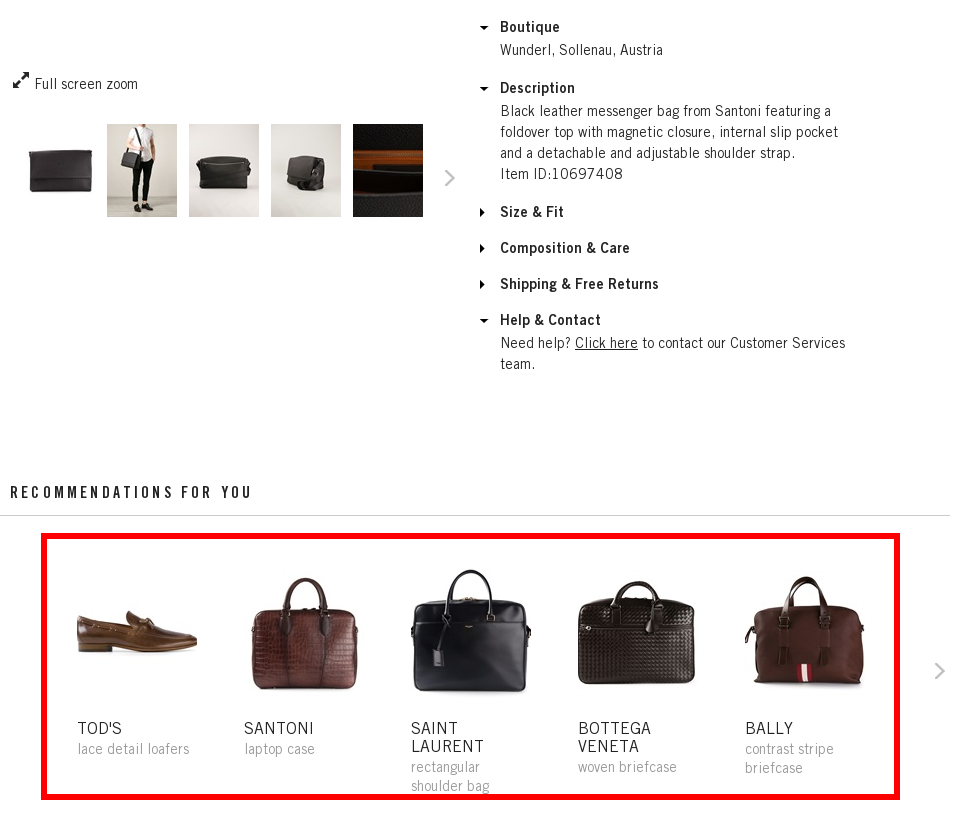 Full screen zoom
Boutique
Wunderl, Sollenau, Austria
Description
Black leather messenger bag from Santoni featuring a
foldover top with magnetic closure, internal slip pocket
and a detachable and adjustable shoulder strap.
Item ID:10697408
Size & Fit
Composition & Care
Shipping & Free Returns
Help & Contact
Need help? Click here to contact our Customer Services
team.
RECOMMENDATIONS FOR YOU
TOD'S
lace detail loafers
SANTONI
laptop case
SAINT
LAURENT
rectangular
shoulder bag
BOTTEGA
VENETA
woven briefcase
BALLY
contrast stripe
briefcase